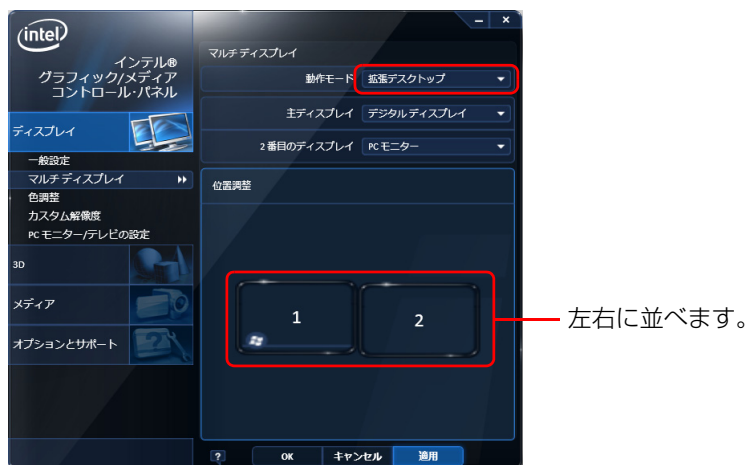 intel
インテル®
グラフィック/メディア
コントロール・パネル
ディスプレイ
一般設定
マルチ ディスプレイ
色調整
カスタム解像度
PC モニター/テレビの設定
3D
メディア
オプションとサポート
マルチ ディスプレイ
動作モード 拡張デスクトップ
主ディスプレイ デジタル ディスプレイ
2 番目のディスプレイ PC モニター
位置調整
1 2
左右に並べます。
? OK キャンセル 適用